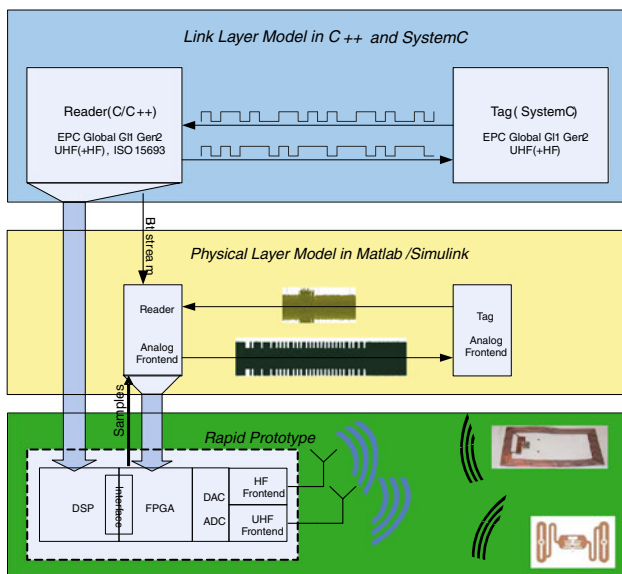 Link Layer Model in C ++ and SystemC
Reader(C/C++)
EPC Global Gl1 Gen2
UHF(+HF) , ISO 15693
Tag( SystemC)
EPC Global Gl1 Gen2
UHF(+HF)
Bt strea m
Physical Layer Model in Matlab /Simulink
Reader
Analog
Frontend
Tag
Analog
Frontend
Samples
Rapid Prototype
DSP
Interface
FPGA
DAC
ADC
HF
Frontend
UHF
Frontend